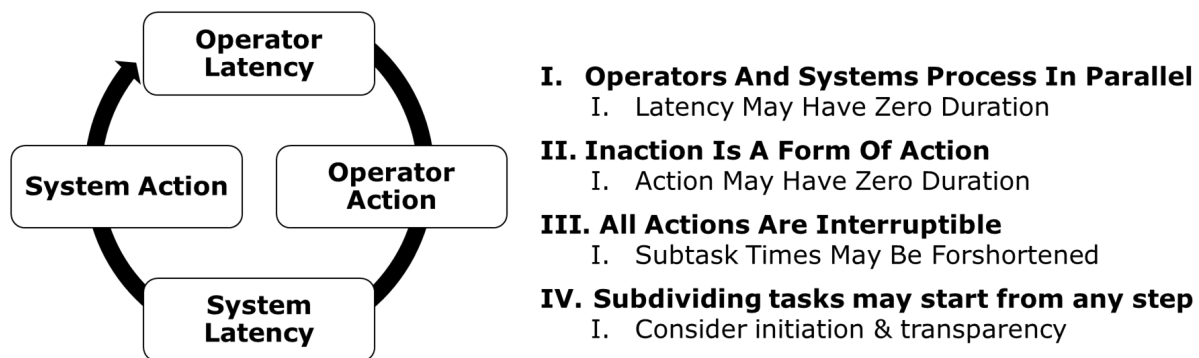 Operator
Latency
System Action
Operator
Action
System
Latency
I. Operators And Systems Process In Parallel
I. Latency May Have Zero Duration
II. Inaction Is A Form Of Action
I. Action May Have Zero Duration
III. All Actions Are Interruptible
I. Subtask Times May Be Forshortened
IV. Subdividing tasks may start from any step
I. Consider initiation & transparency